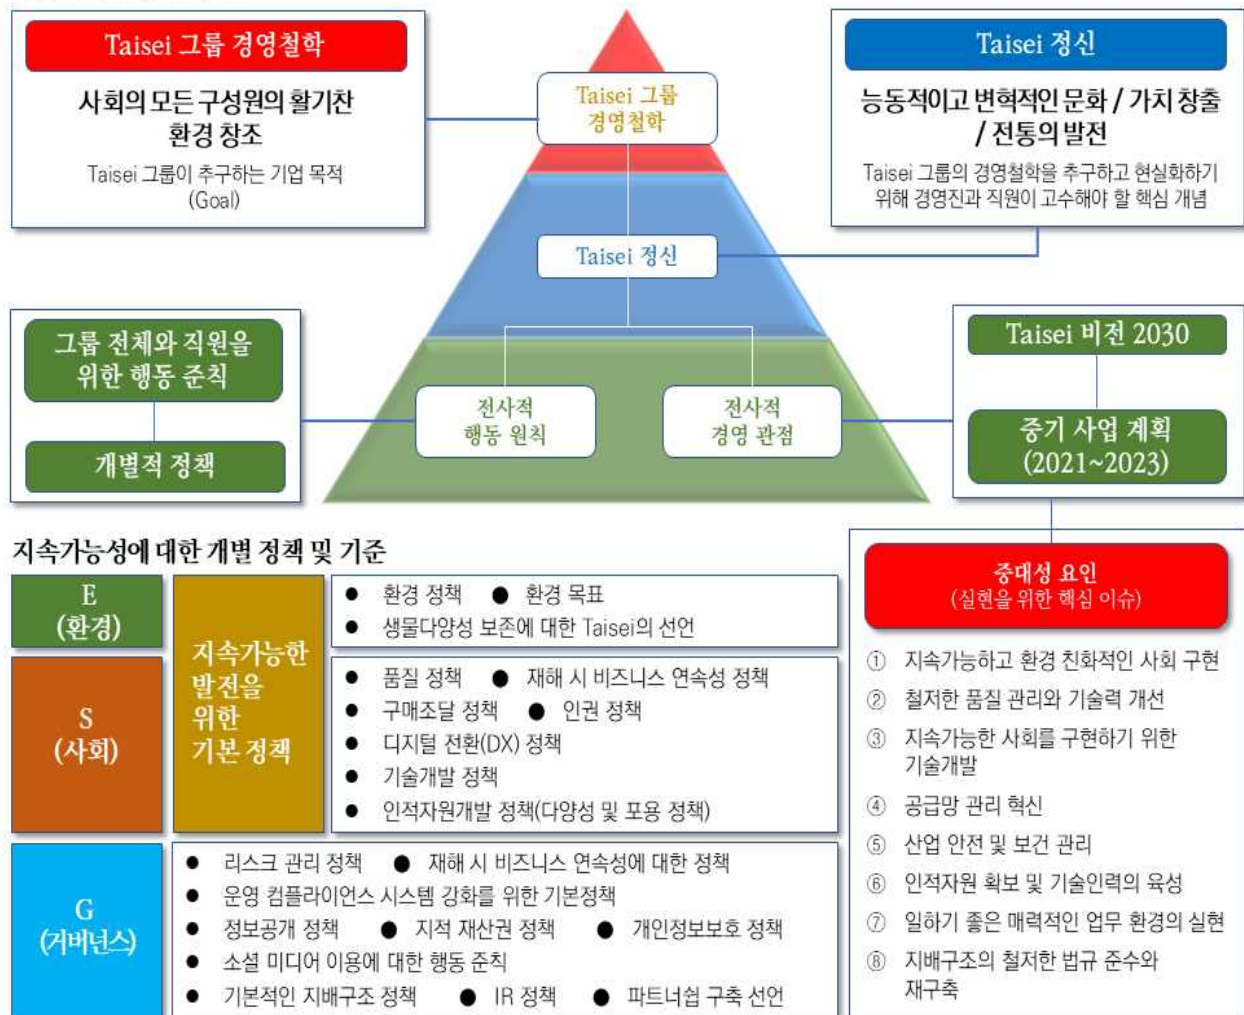 Taisei 그룹 경영철학
사회의 모든 구성원의 활기찬
환경 창조
Taisei 그룹이 추구하는 기업 목적
(Goal)
Taisei 그룹
경영철학
Taisei 정신
능동적이고 변혁적인 문화 / 가치 창출
/ 전통의 발전
Taisei 그룹의 경영철학을 추구하고 현실화하기
위해 경영진과 직원이 고수해야 할 핵심 개념
Taisei 정신
그룹 전체와 직원을
위한 행동 준칙
개별적 정책
전사적
행동 원칙
전사적
경영 관점
Taisei 비전 2030
중기 사업 계획
(2021~2023)
지속가능성에 대한 개별 정책 및 기준
E
(환경)
지속가능한
발전을
위한
기본 정책
● 환경 정책 ● 환경 목표
● 생물다양성 보존에 대한 Taisei의 선언
S
(사회)
● 품질 정책 ● 재해 시 비즈니스 연속성 정책
● 구매조달 정책 ● 인권 정책
● 디지털 전환(DX) 정책
● 기술개발 정책
● 인적자원개발 정책(다양성 및 포용 정책)
G
(거버넌스)
● 리스크 관리 정책 ● 재해 시 비즈니스 연속성에 대한 정책
● 운영 컴플라이언스 시스템 강화를 위한 기본정책
● 정보공개 정책 ● 지적 재산권 정책 ● 개인정보보호 정책
● 소셜 미디어 이용에 대한 행동 준칙
● 기본적인 지배구조 정책 ● IR 정책 ● 파트너쉽 구축 선언
중대성 요인
(실현을 위한 핵심 이슈)
① 지속가능하고 환경 친화적인 사회 구현
② 철저한 품질 관리와 기술력 개선
③ 지속가능한 사회를 구현하기 위한
기술개발
④ 공급망 관리 혁신
⑤ 산업 안전 및 보건 관리
⑥ 인적자원 확보 및 기술인력의 육성
⑦ 일하기 좋은 매력적인 업무 환경의 실현
⑧ 지배구조의 철저한 법규 준수와
재구축